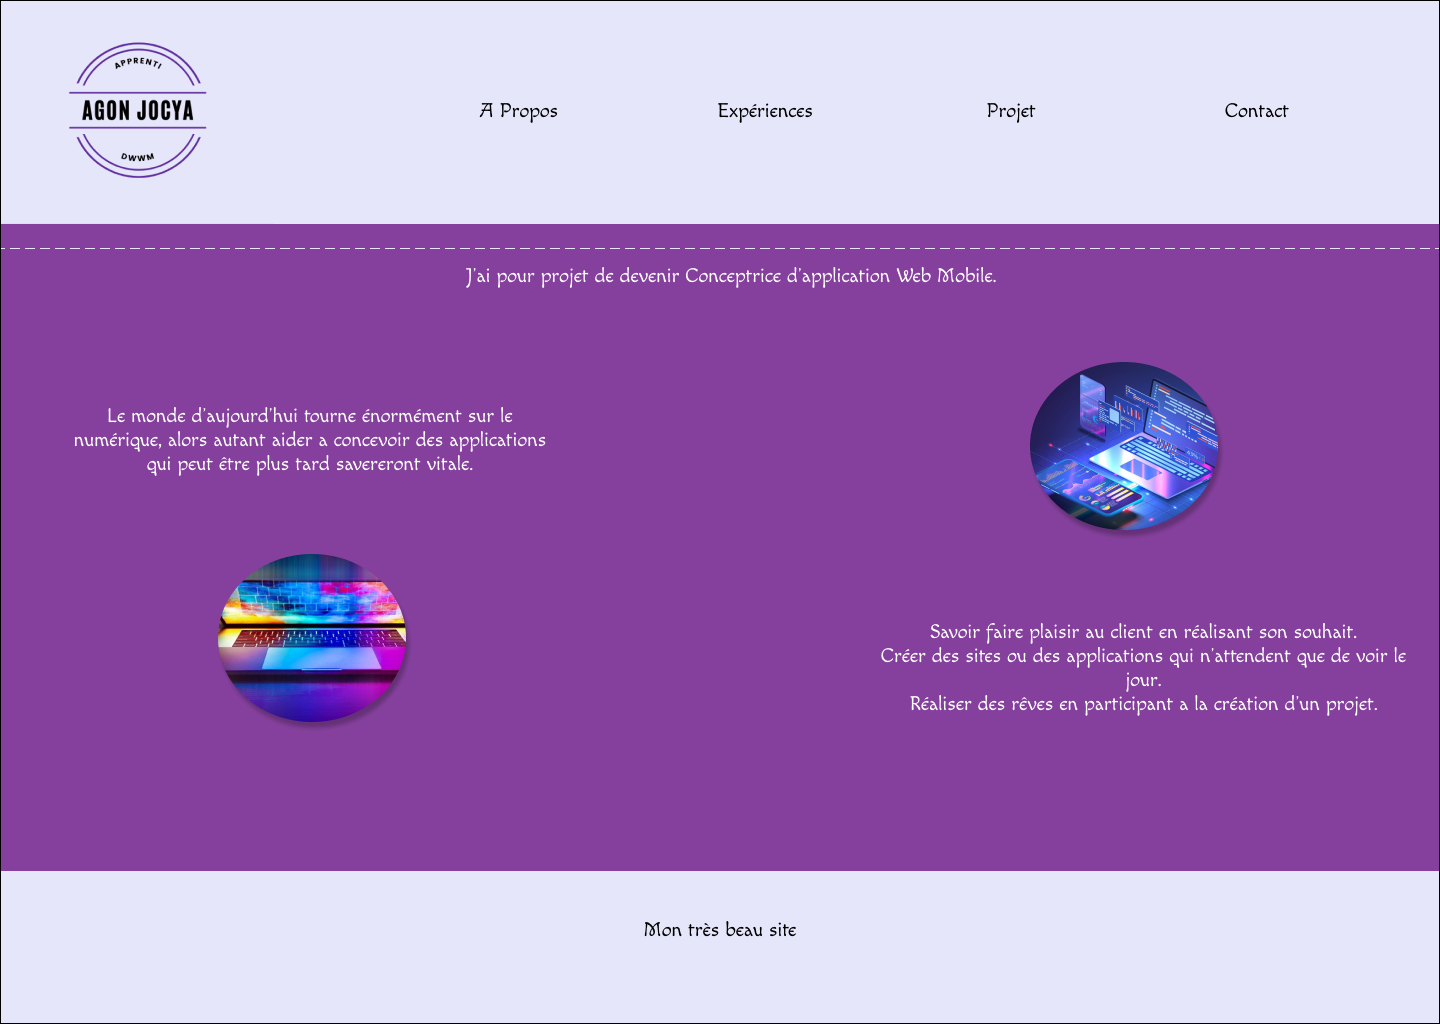 APPRENTI
AGON JOCYA
DWWM
A Propos
Expériences
Projet
Contact
J'ai pour projet de devenir Conceptrice d'application Web Mobile.
Le monde d'aujourd'hui tourne énormément sur le
numérique, alors autant aider a concevoir des applications
qui peut être plus tard savereront vitale.
Savoir faire plaisir au client en réalisant son souhait.
Créer des sites ou des applications qui n'attendent que de voir le
jour.
Réaliser des rêves en participant a la création d'un projet.
Mon très beau site